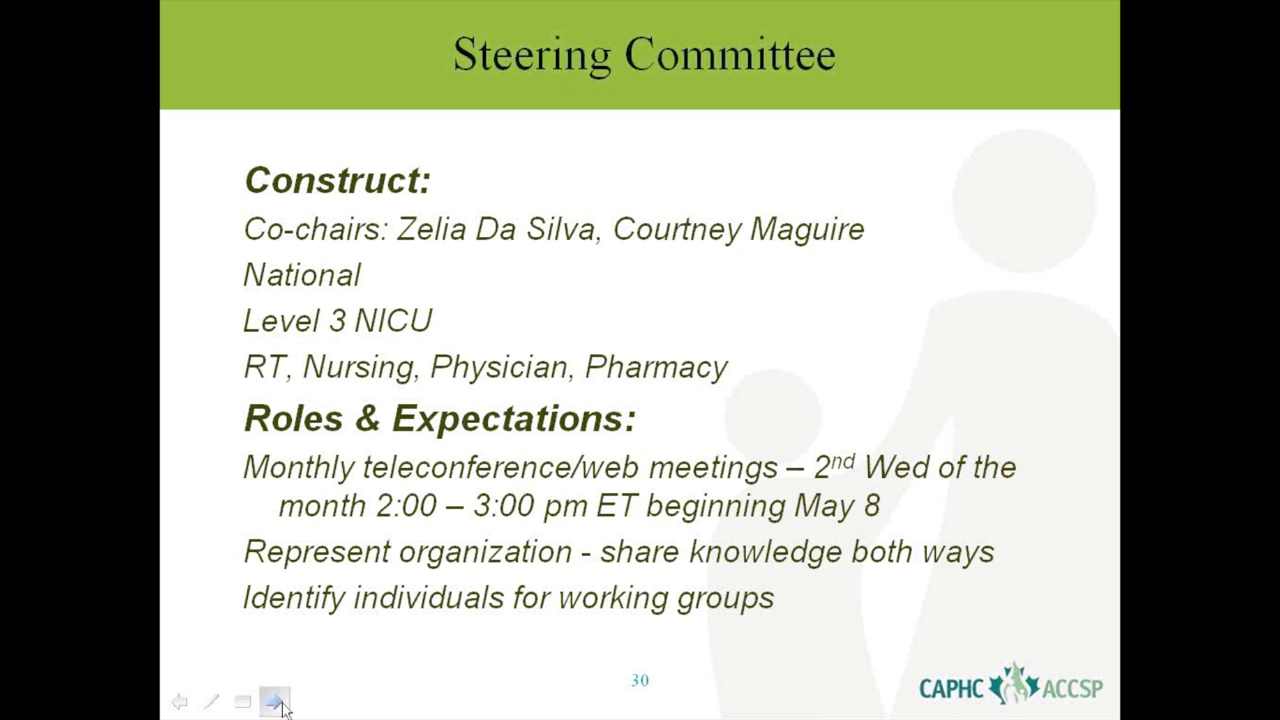 Steering Committee
Construct:
Co-chairs: Zelia Da Silva, Courtney Maguire
National
Level 3 NICU
RT, Nursing, Physician, Pharmacy
Roles & Expectations:
Monthly teleconference/web meetings – 2nd Wed of the
month 2:00 – 3:00 pm ET beginning May 8
Represent organization - share knowledge both ways
Identify individuals for working groups
30
CAPHC ACCSP